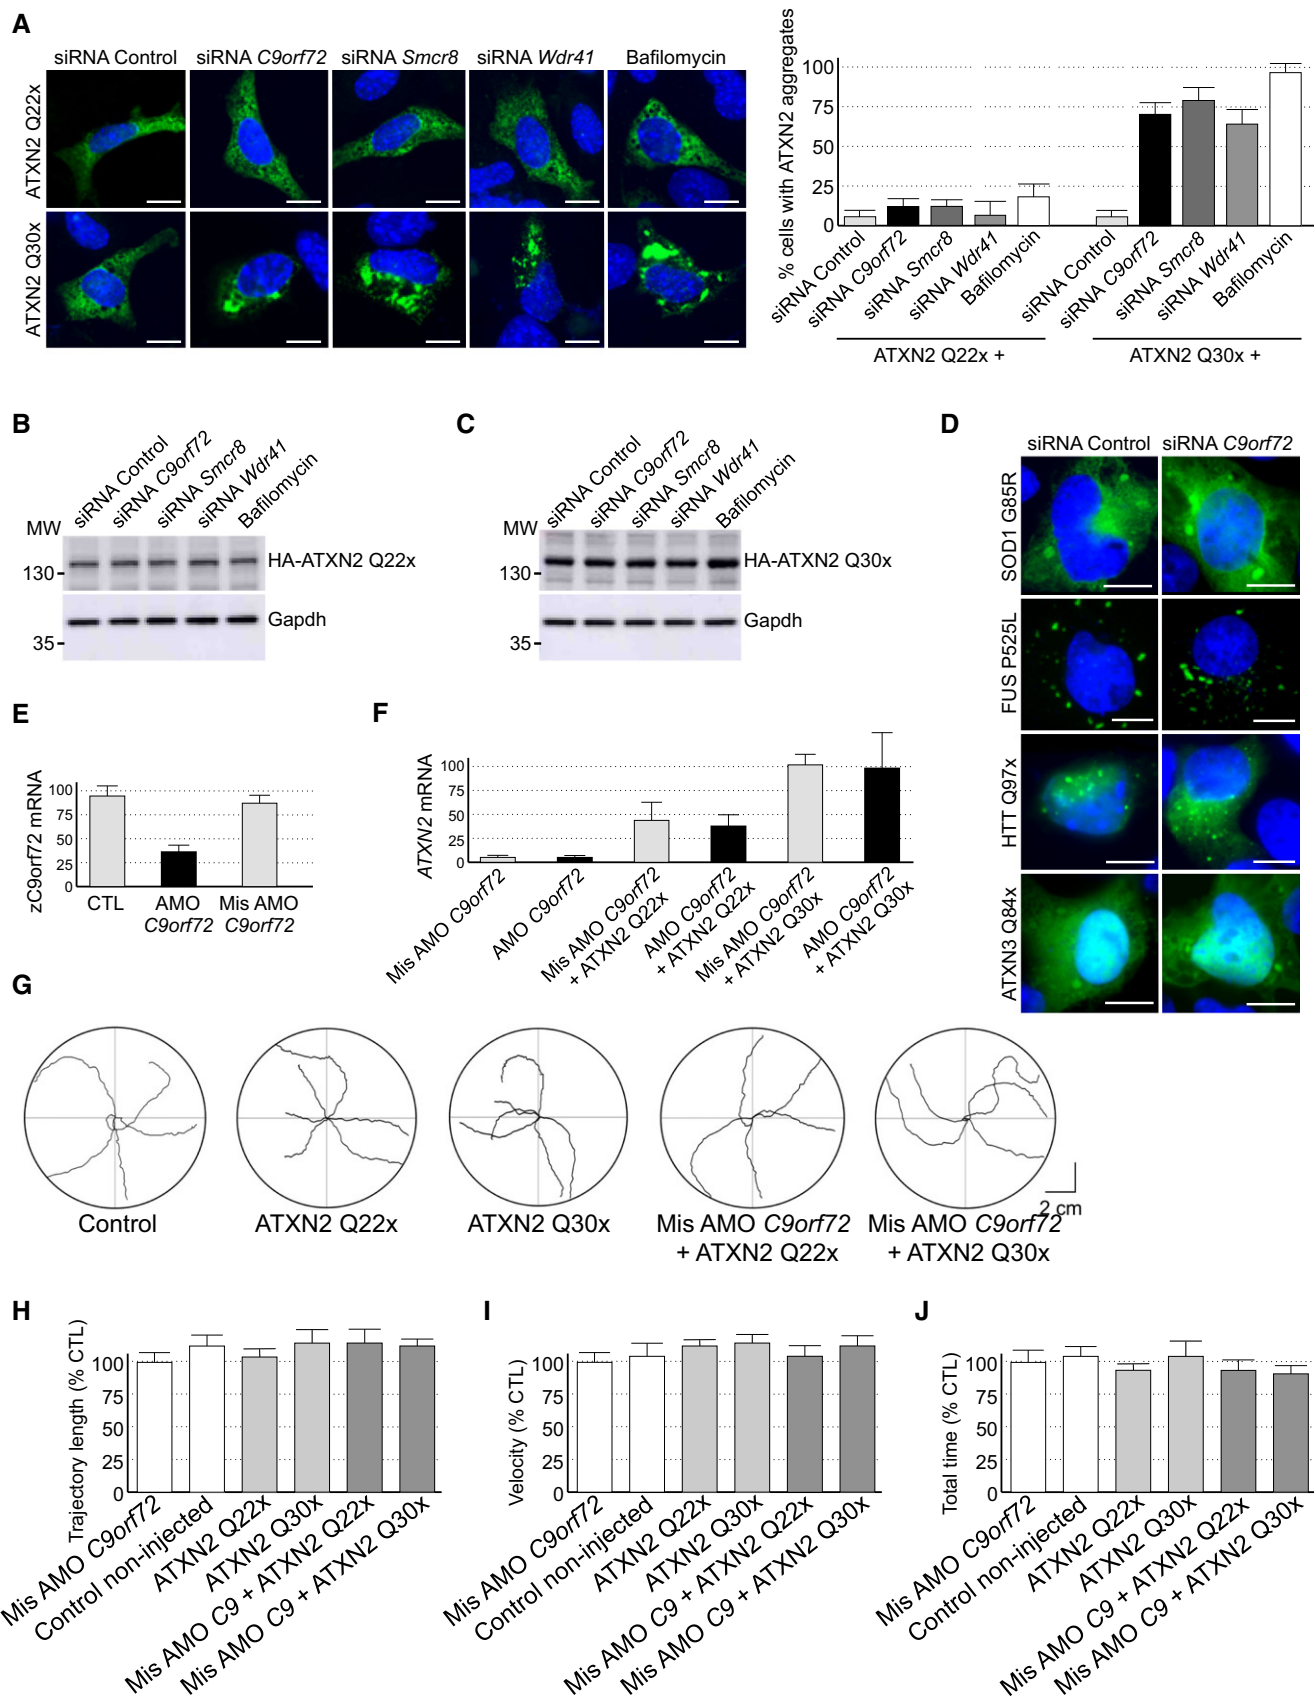 A
siRNA Control
siRNA C9orf72
siRNA Smcr8
siRNA Wdr41
Bafilomycin
ATXN2 Q22x
ATXN2 Q30x
% cells with ATXN2 aggregates
100
75
50
25
0
siRNA Control
siRNA C9orf72
siRNA Smcr8
siRNA Wdr41
Bafilomycin
siRNA Control
siRNA C9orf72
siRNA Smcr8
siRNA Wdr41
Bafilomycin
ATXN2 Q22x +
ATXN2 Q30x +
B
siRNA Control
siRNA C9orf72
siRNA Smcr8
siRNA Wdr41
Bafilomycin
MW
130
35
HA-ATXN2 Q22x
Gapdh
C
siRNA Control
siRNA C9orf72
siRNA Smcr8
siRNA Wdr41
Bafilomycin
MW
130
35
HA-ATXN2 Q30x
Gapdh
D
siRNA Control
siRNA C9orf72
SOD1 G85R
FUS P525L
HTT Q97x
ATXN3 Q84x
E
zC9orf72 mRNA
100
75
50
25
0
CTL
AMO
C9orf72
Mis AMO
C9orf72
F
ATXN2 mRNA
100
75
50
25
0
Mis AMO C9orf72
AMO C9orf72
Mis AMO C9orf72
+ ATXN2 Q22x
AMO C9orf72
+ ATXN2 Q22x
Mis AMO C9orf72
+ ATXN2 Q30x
AMO C9orf72
+ ATXN2 Q30x
G
Control
ATXN2 Q22x
ATXN2 Q30x
Mis AMO C9orf72
+ ATXN2 Q22x
Mis AMO C9orf72
+ ATXN2 Q30x
2 cm
H
Trajectory length (% CTL)
100
75
50
25
0
Mis AMO C9orf72
Control non-injected
ATXN2 Q22x
ATXN2 Q30x
Mis AMO C9 + ATXN2 Q22x
Mis AMO C9 + ATXN2 Q30x
I
Velocity (% CTL)
100
75
50
25
0
Mis AMO C9orf72
Control non-injected
ATXN2 Q22x
ATXN2 Q30x
Mis AMO C9 + ATXN2 Q22x
Mis AMO C9 + ATXN2 Q30x
J
Total time (% CTL)
100
75
50
25
0
Mis AMO C9orf72
Control non-injected
ATXN2 Q22x
ATXN2 Q30x
Mis AMO C9 + ATXN2 Q22x
Mis AMO C9 + ATXN2 Q30x